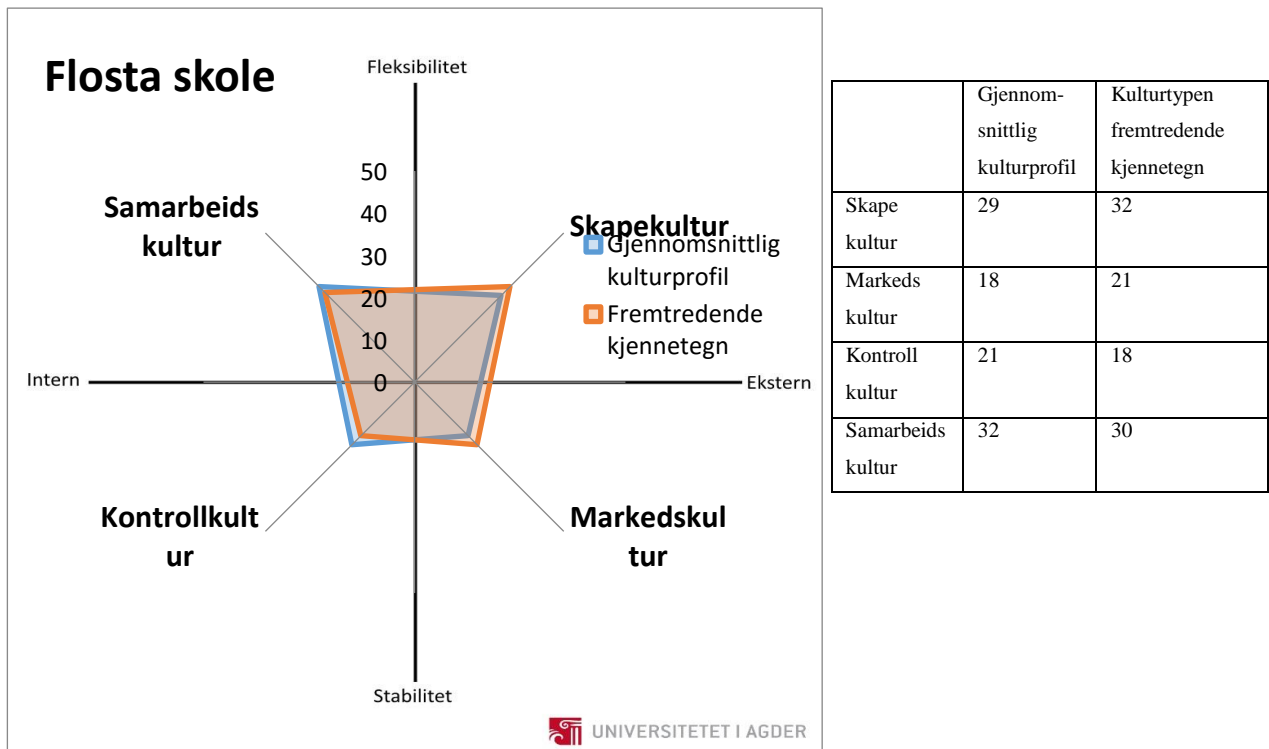 Flosta skole
Fleksibilitet
50
40
30
20
10
0
Samarbeids
kultur
Skapekultur
Gjennomsnittlig
kulturprofil
Fremtredende
kjennetegn
Intern
Ekstern
Kontrollkult
ur
Markedskul
tur
Stabilitet
UNIVERSITETET I AGDER
Gjennom-
snittlig
kulturprofil
Kulturtypen
fremtredende
kjennetegn
Skape
kultur
29
32
Markeds
kultur
18
21
Kontroll
kultur
21
18
Samarbeids
kultur
32
30